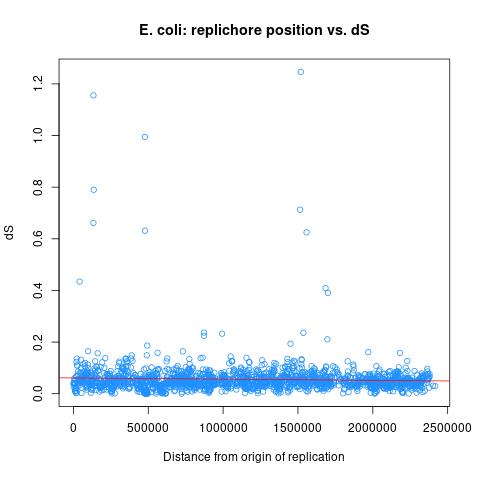 E. coli: replichore position vs. dS
dS
1.2
1.0
0.8
0.6
0.4
0.2
0.0
0 500000 1000000 1500000 2000000 2500000
Distance from origin of replication